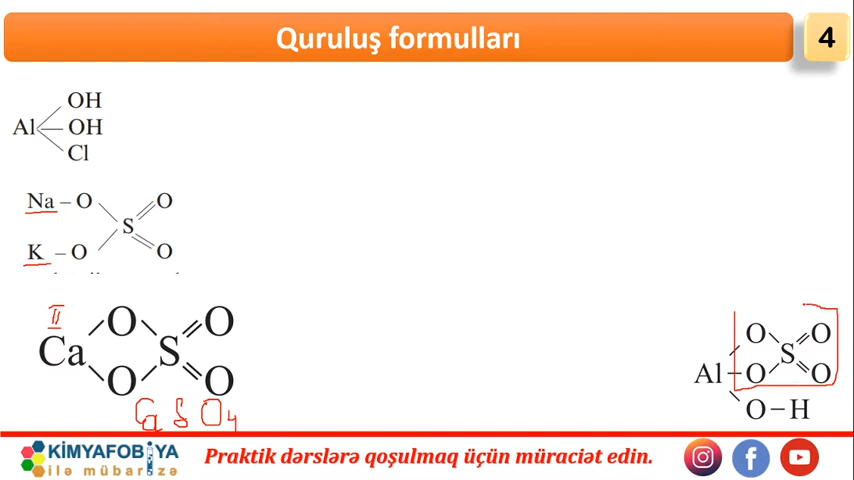 Quruluş formulları
4
OH
Al OH
Cl
Na – O O
S
K – O O
II
O O
Ca S
O O
CaSO₄
O O
S
Al – O O
O – H
KİMYAFOBİYA
ilə mübarizə
Praktik dərslərə qoşulmaq üçün müraciət edin.